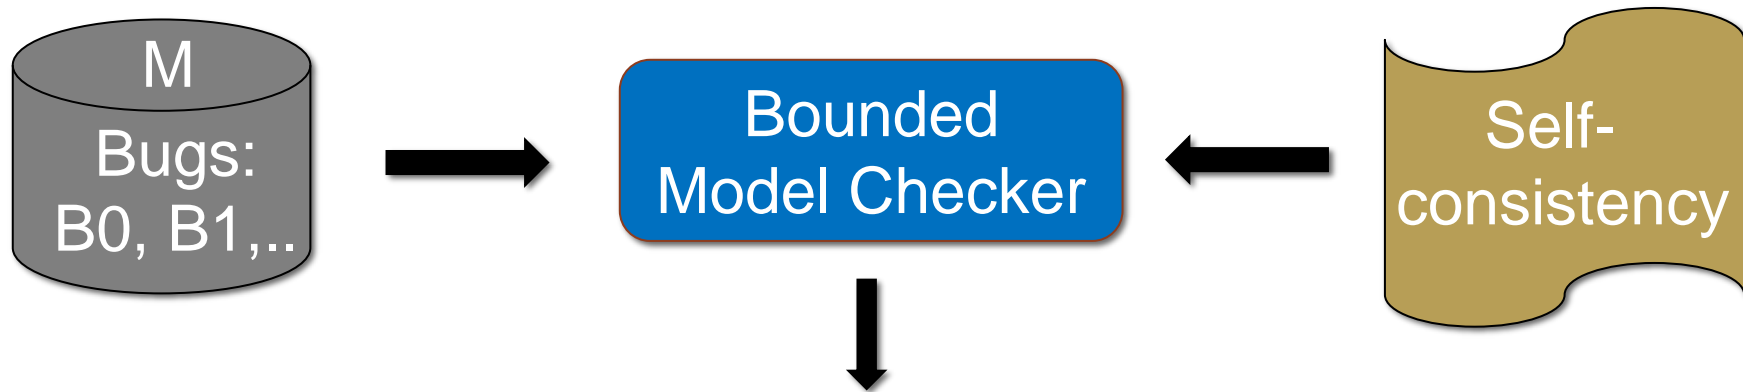 M
Bugs:
B0, B1,..
Bounded
Model Checker
Self-
consistency